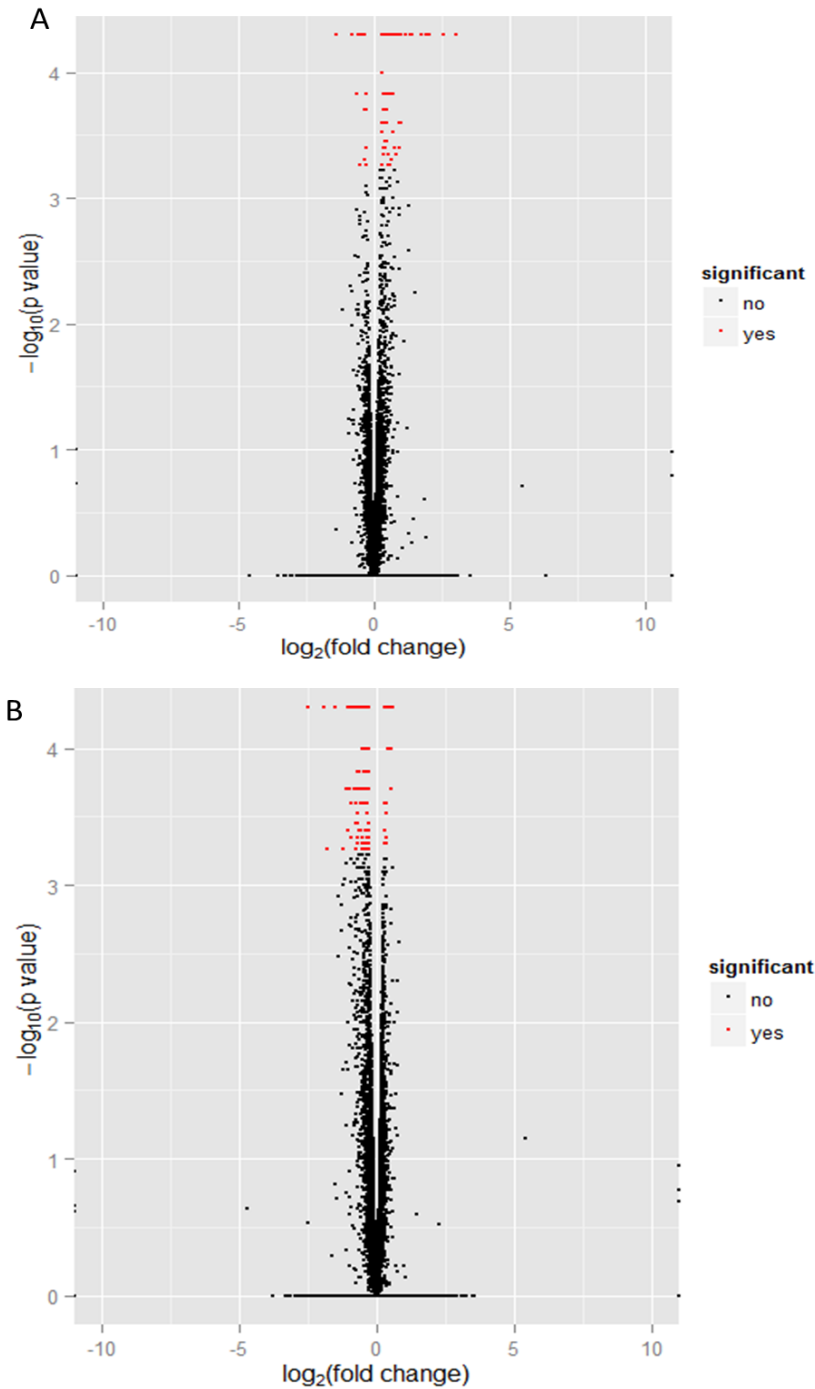 A
4
3
2
1
0
−log10(p value)
-10 -5 0 5 10
log2(fold change)
significant
no
yes
B
4
3
2
1
0
−log10(p value)
-10 -5 0 5 10
log2(fold change)
significant
no
yes